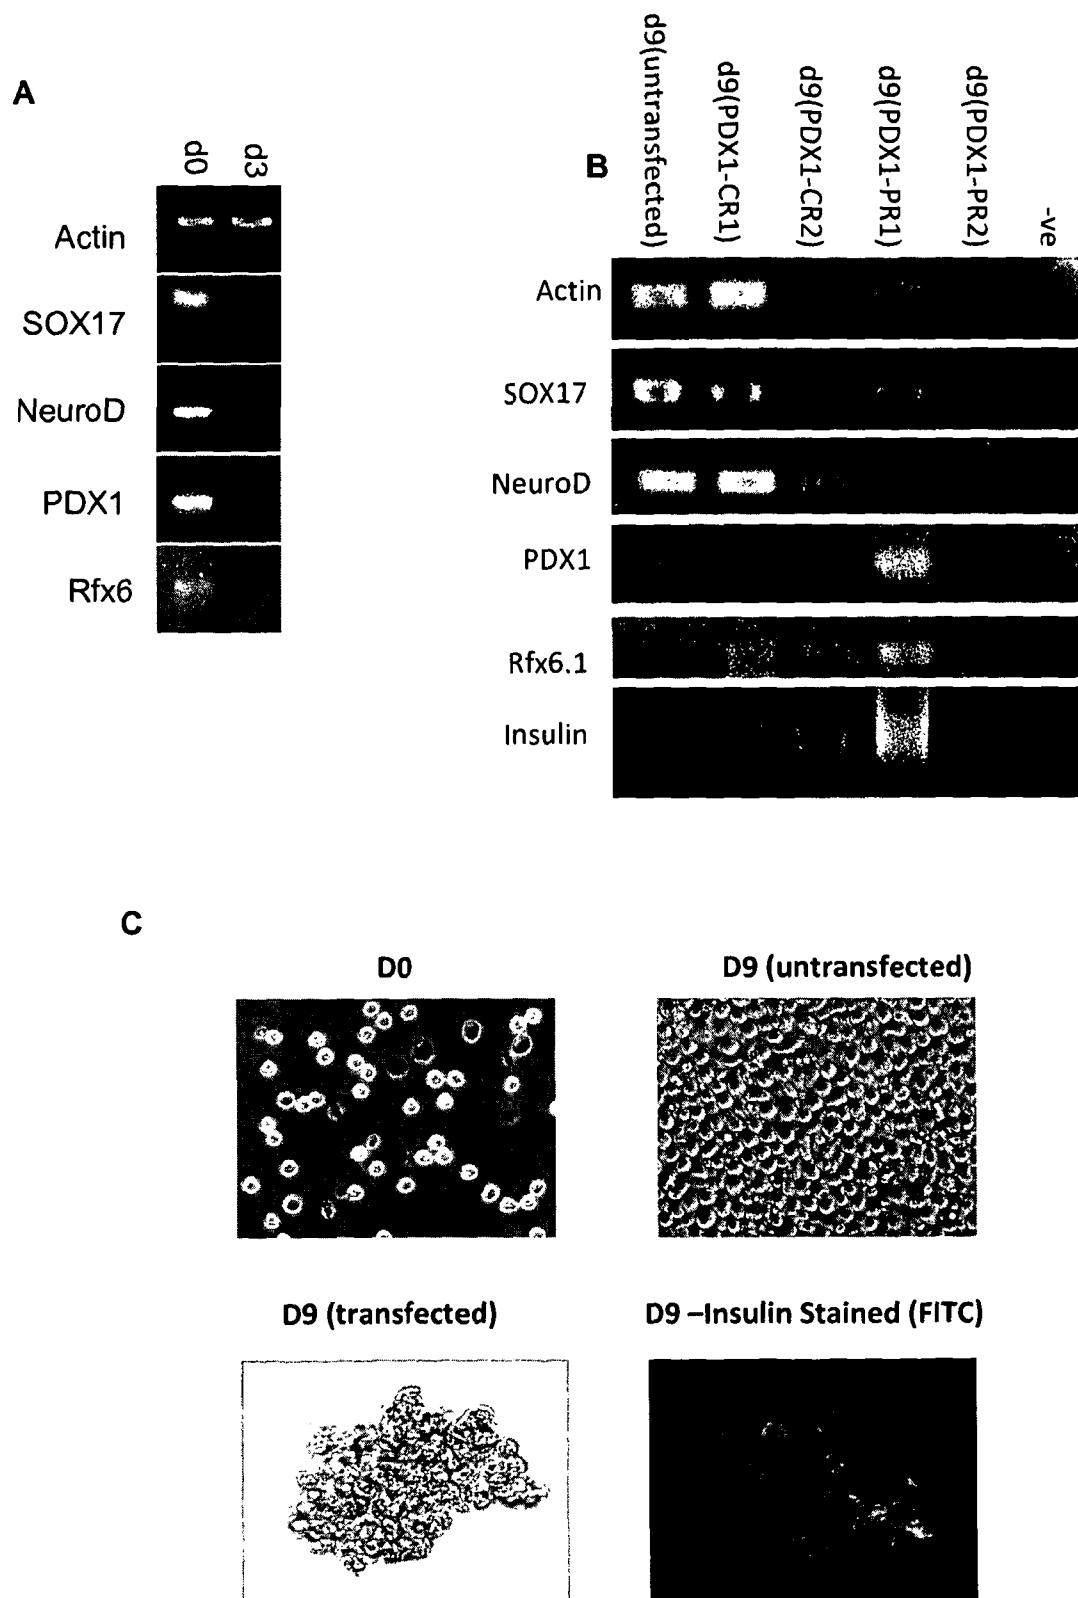 A
d0
d3
Actin
SOX17
NeuroD
PDX1
Rfx6
B
d9(untransfected)
d9(PDX1-CR1)
d9(PDX1-CR2)
d9(PDX1-PR1)
d9(PDX1-PR2)
-ve
Actin
SOX17
NeuroD
PDX1
Rfx6.1
Insulin
C
D0
D9 (untransfected)
D9 (transfected)
D9 –Insulin Stained (FITC)